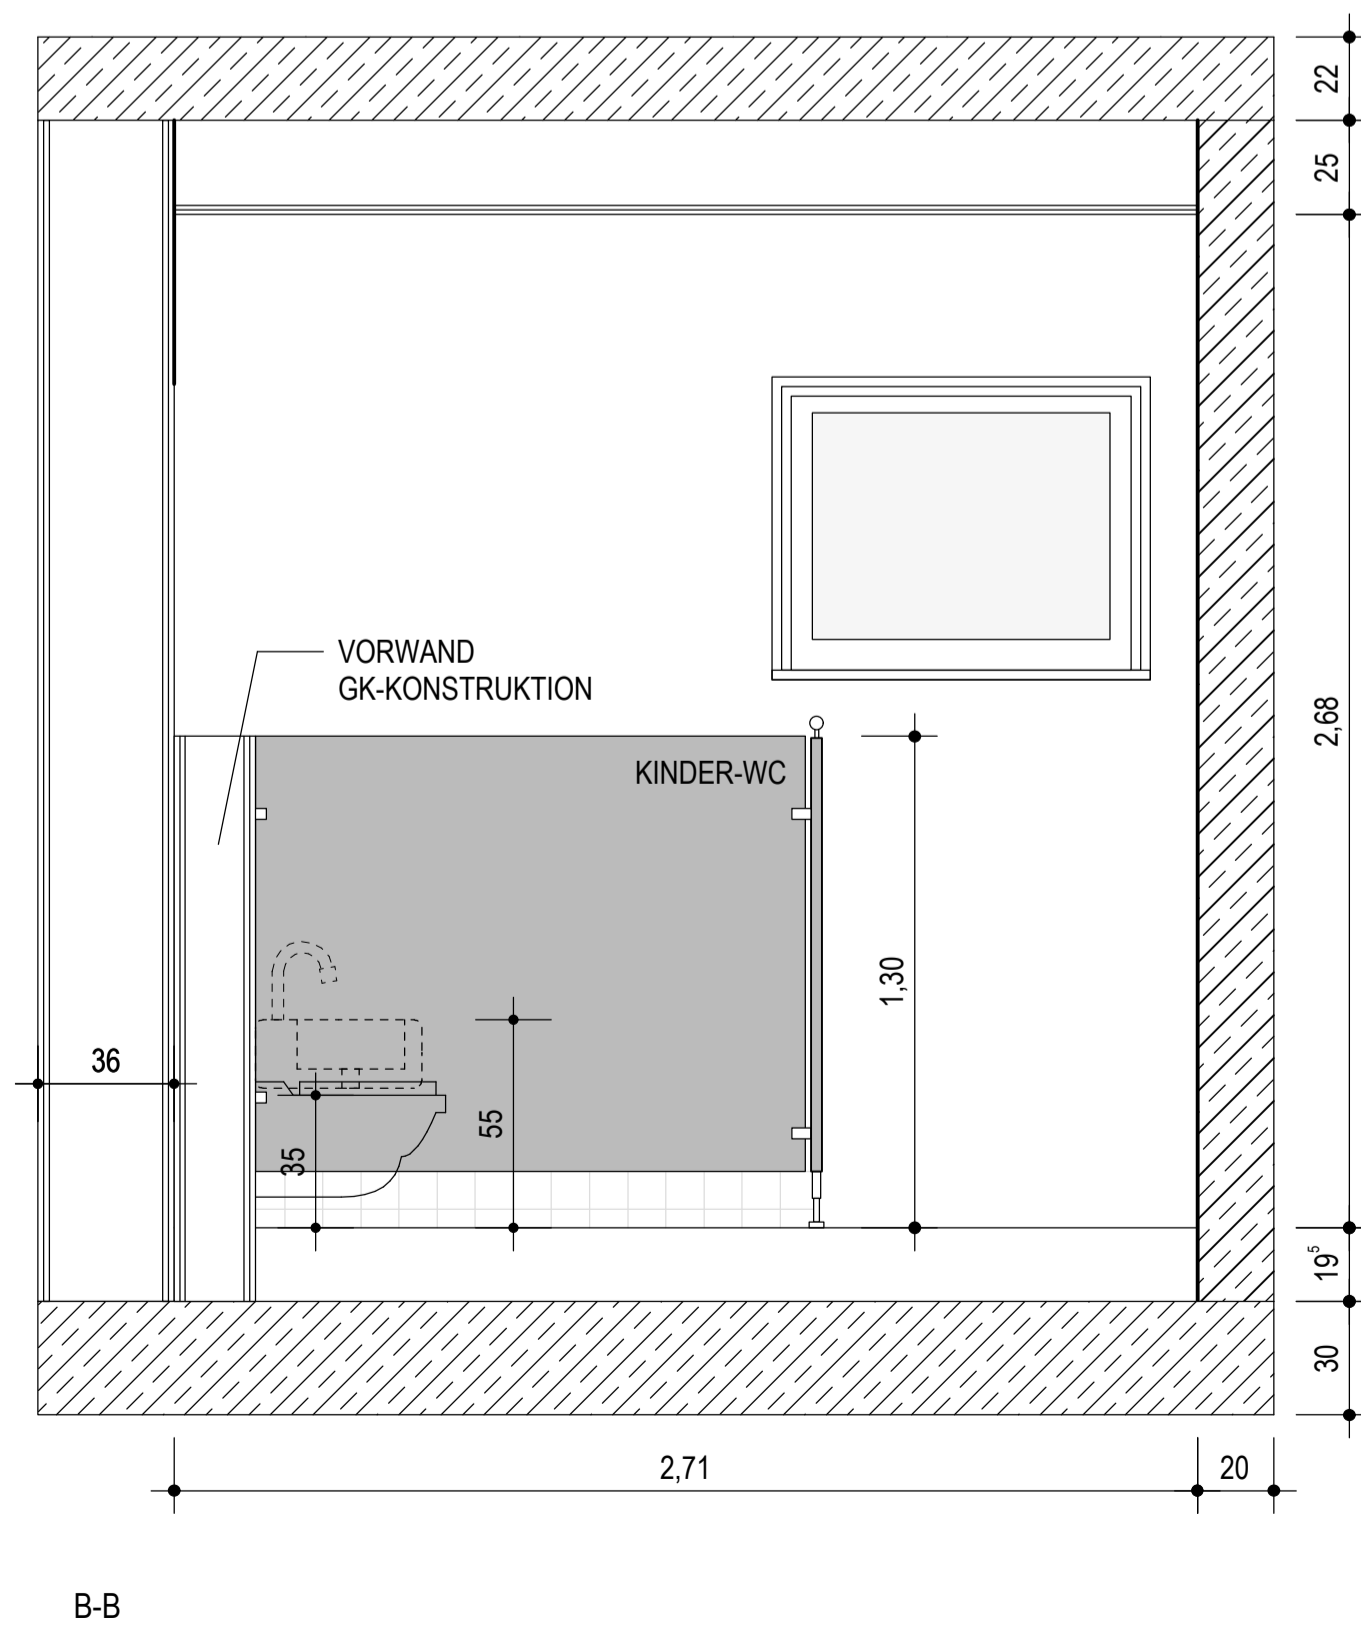 22
25
VORWAND
GK-KONSTRUKTION
2,68
KINDER-WC
1,30
36
55
35
19⁵
30
2,71
20
B-B